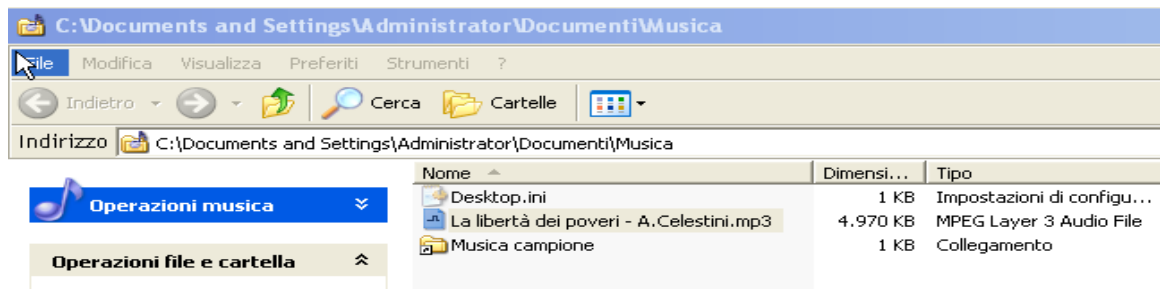 C:\Documents and Settings\Administrator\Documenti\Musica
File Modifica Visualizza Preferiti Strumenti ?
Indietro Cerca Cartelle
Indirizzo C:\Documents and Settings\Administrator\Documenti\Musica
Nome Dimensi... Tipo
Desktop.ini 1 KB Impostazioni di configu...
La libertà dei poveri - A.Celestini.mp3 4.970 KB MPEG Layer 3 Audio File
Musica campione 1 KB Collegamento
Operazioni musica
Operazioni file e cartella